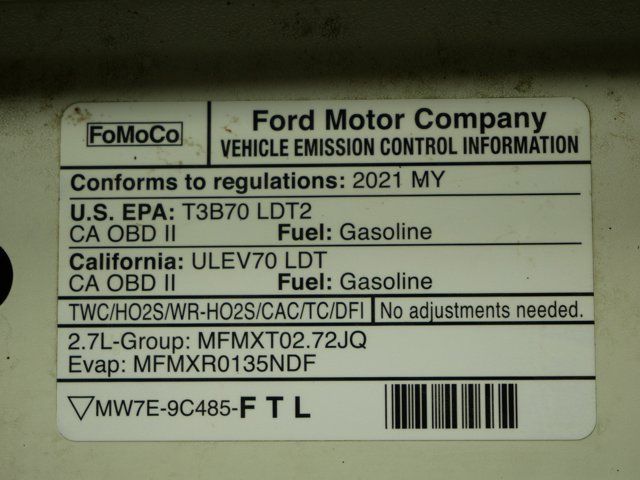 FoMoCo
Ford Motor Company
VEHICLE EMISSION CONTROL INFORMATION
Conforms to regulations: 2021 MY
U.S. EPA: T3B70 LDT2
CA OBD II Fuel: Gasoline
California: ULEV70 LDT
CA OBD II Fuel: Gasoline
TWC/HO2S/WR-HO2S/CAC/TC/DFI No adjustments needed.
2.7L-Group: MFMXT02.72JQ
Evap: MFMXR0135NDF
▽MW7E-9C485-F T L